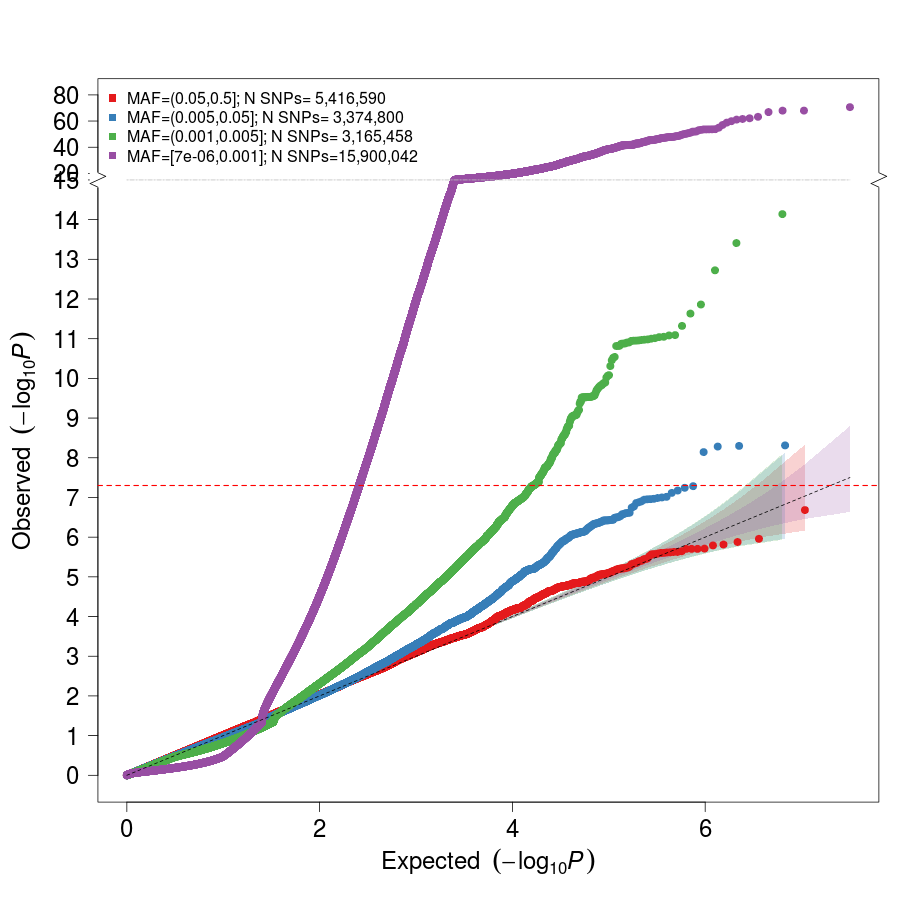 80
60
40
20
15
14
13
12
11
10
9
8
7
6
5
4
3
2
1
0
MAF=(0.05,0.5]; N SNPs= 5,416,590
MAF=(0.005,0.05]; N SNPs= 3,374,800
MAF=(0.001,0.005]; N SNPs= 3,165,458
MAF=[7e-06,0.001]; N SNPs=15,900,042
Observed (−log10P)
0 2 4 6
Expected (−log10P)